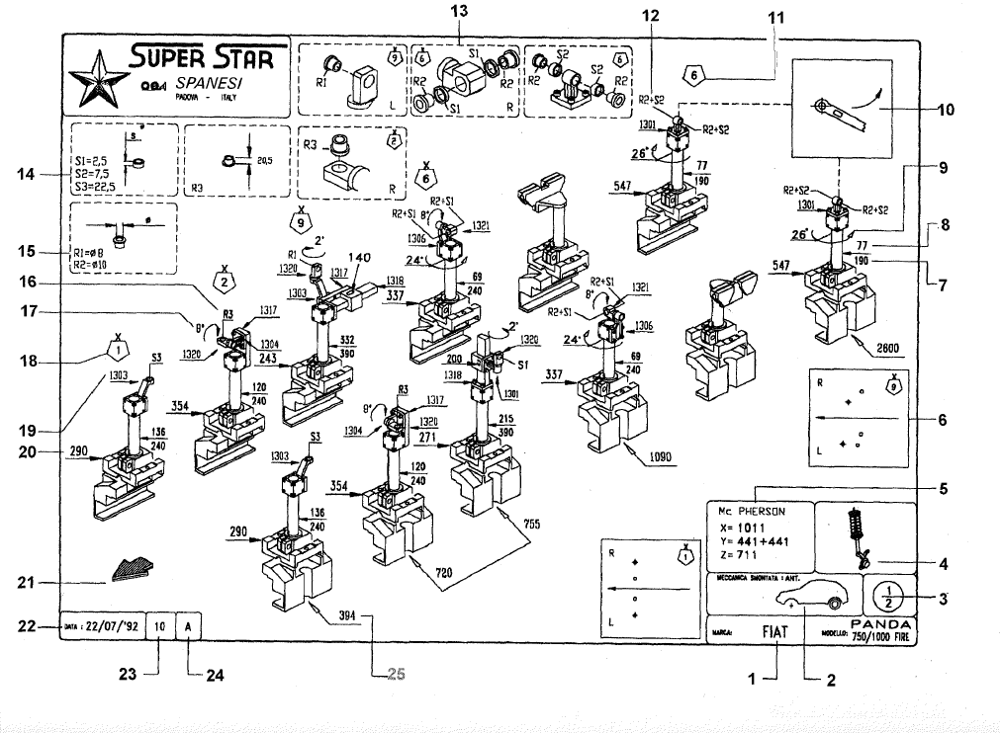 13
12
11
SUPER STAR
SPANESI
PADOVA - ITALY
X
9
R1
L
X
6
R2
S1
S1
R2
R
X
6
R2
S2
S2
R2
6
10
S
S1=2,5
S2=7,5
S3=22,5
14
20,5
R3
X
2
R3
R
R2+S2
1301
R2+S2
26°
77
190
547
9
ø
R1=ø8
R2=ø10
15
X
6
R2+S1
R2+S1
8°
1321
1306
24°
69
240
337
R2+S2
1301
R2+S2
26°
77
190
547
2600
8
7
16
17
X
2
X
9
2°
R1
1320
1317
140
1318
1303
332
390
243
R3
1317
8°
1304
1320
120
240
354
18
X
1
S3
1303
19
20
136
240
290
R2+S1
8°
1321
R2+S1
1306
24°
69
240
337
1090
2°
1320
200
S1
1318
1301
215
390
271
755
R3
1317
8°
1304
1320
120
240
354
720
S3
1303
136
240
290
394
R
X
9
L
6
5
Mc PHERSON
X= 1011
Y= 441+441
Z= 711
4
R
X
1
L
MECCANICA SMONTATA : ANT.
1
2
3
21
22
DATA : 22/07/'92
10
A
MARCA:
FIAT
MODELLO:
PANDA
750/1000 FIRE
23
24
25
1
2